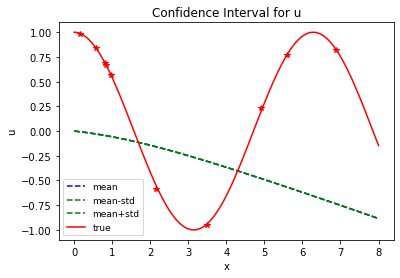 Confidence Interval for u
1.00
0.75
0.50
0.25
0.00
-0.25
-0.50
-0.75
-1.00
u
mean
mean-std
mean+std
true
0 1 2 3 4 5 6 7 8
x